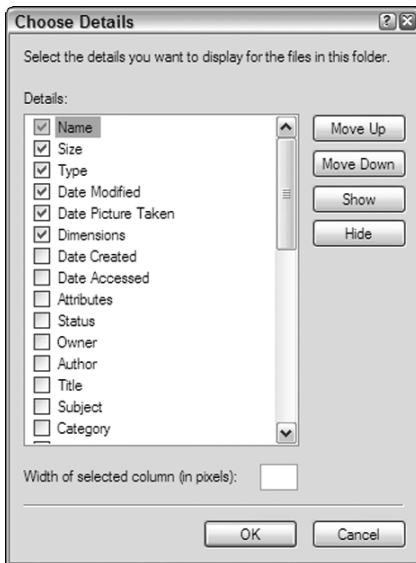 Choose Details
Select the details you want to display for the files in this folder.
Details:
Name
Size
Type
Date Modified
Date Picture Taken
Dimensions
Date Created
Date Accessed
Attributes
Status
Owner
Author
Title
Subject
Category
Move Up
Move Down
Show
Hide
Width of selected column (in pixels):
OK
Cancel